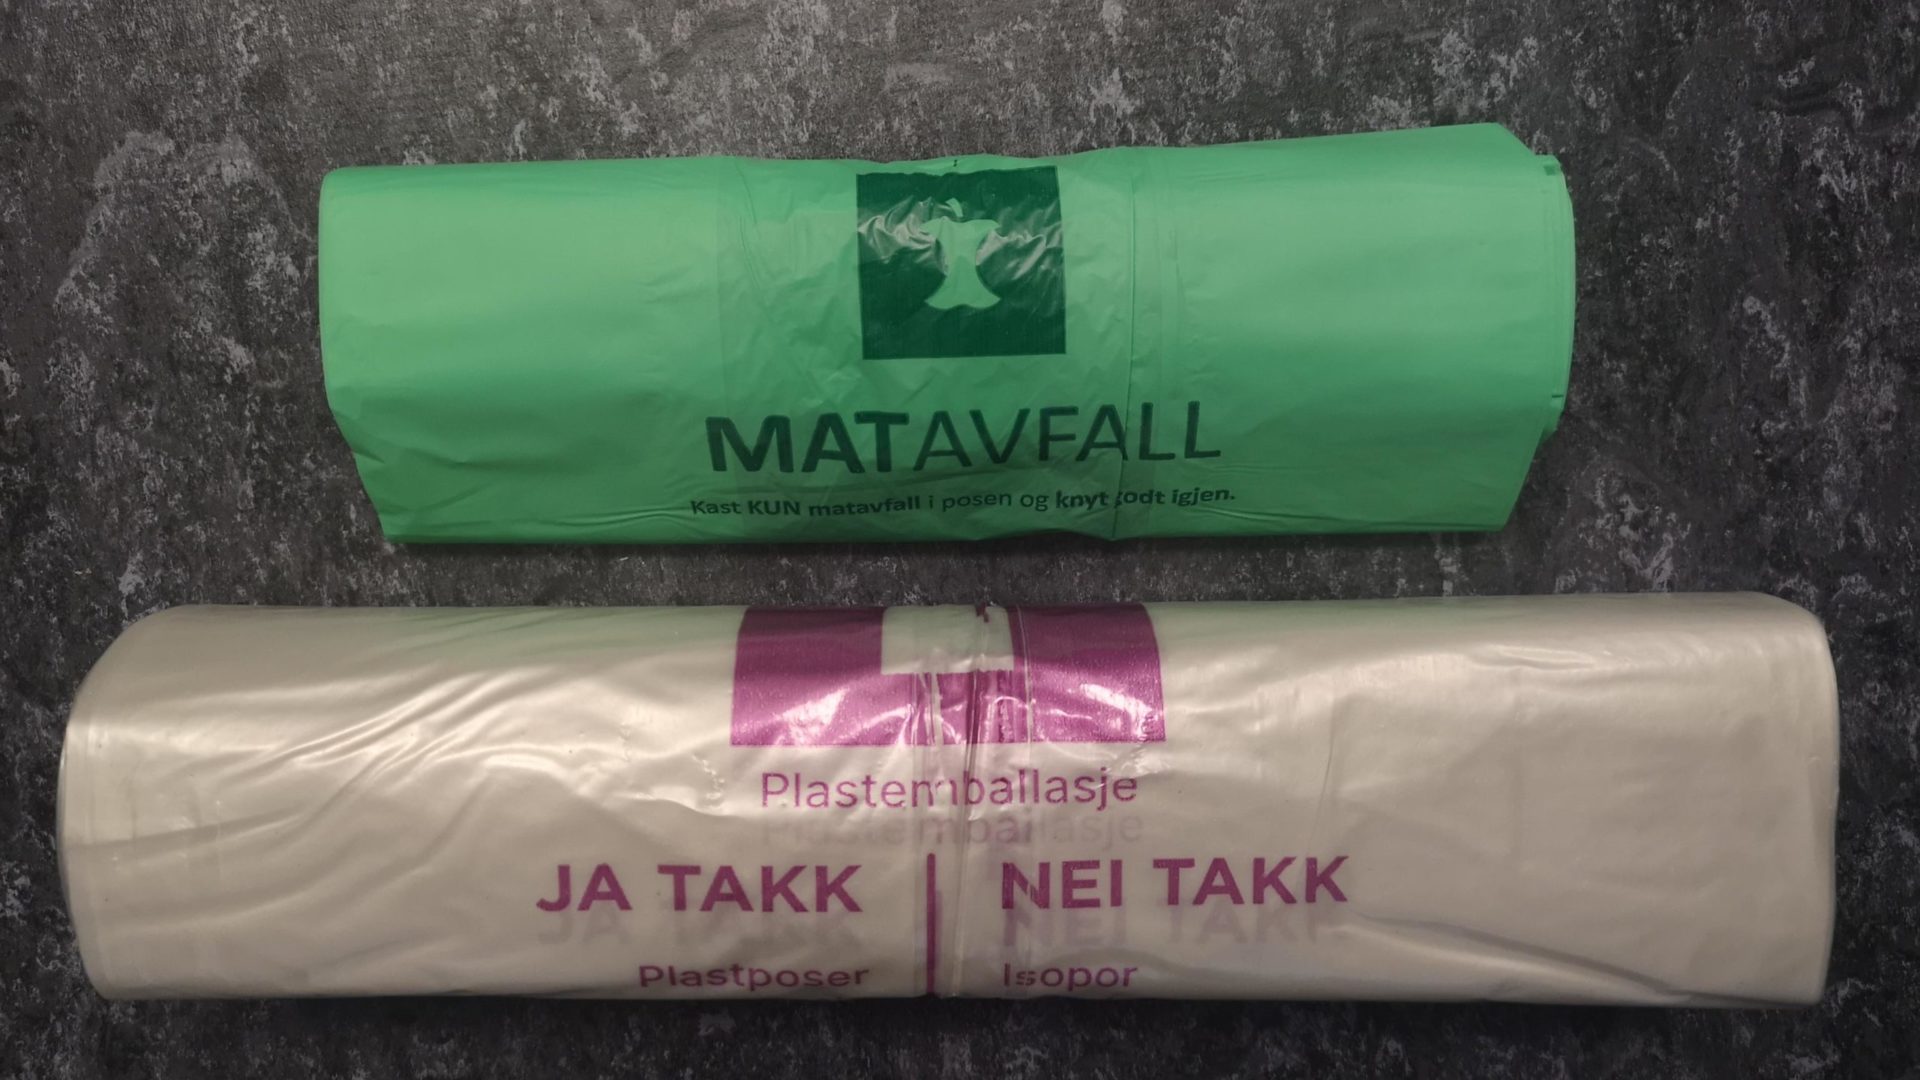 MATAVFALL
Kast KUN matavfall i posen og knyt godt igjen.
Plastemballasje
JA TAKK
NEI TAKK
Plastposer
Isopor